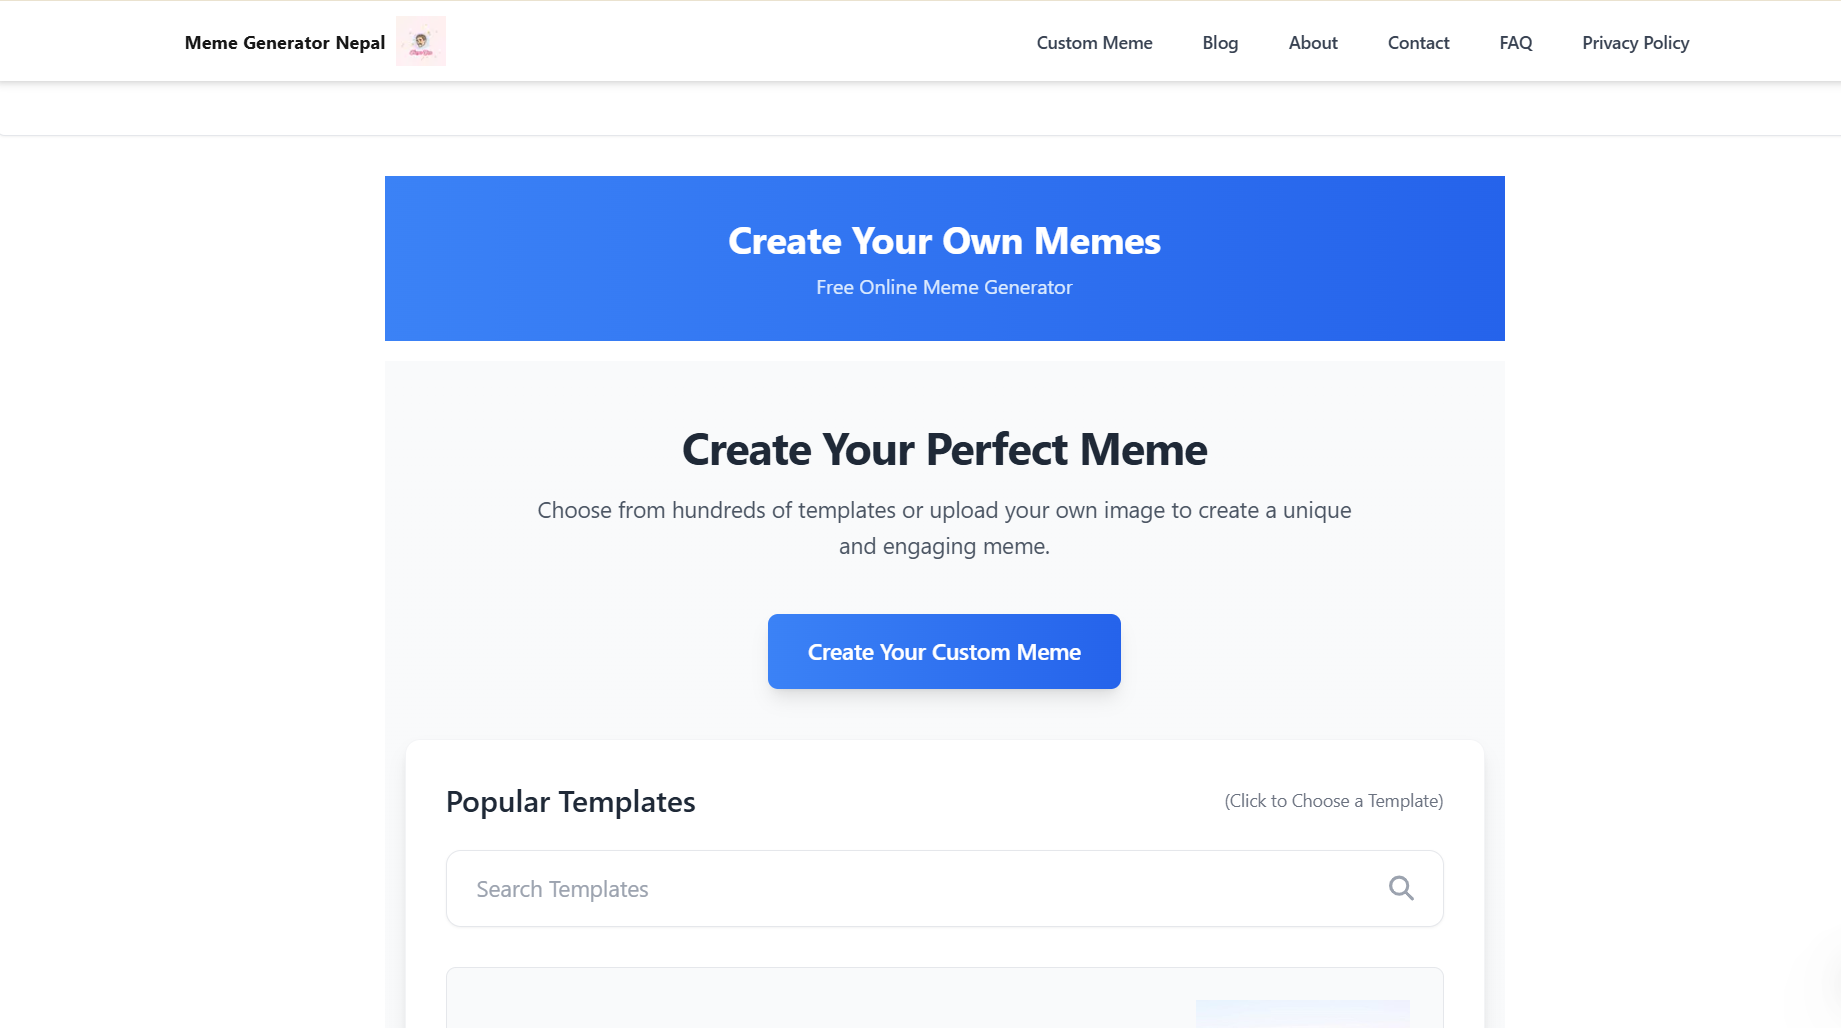 Meme Generator Nepal
Custom Meme
Blog
About
Contact
FAQ
Privacy Policy
Create Your Own Memes
Free Online Meme Generator
Create Your Perfect Meme
Choose from hundreds of templates or upload your own image to create a unique
and engaging meme.
Create Your Custom Meme
Popular Templates
(Click to Choose a Template)
Search Templates